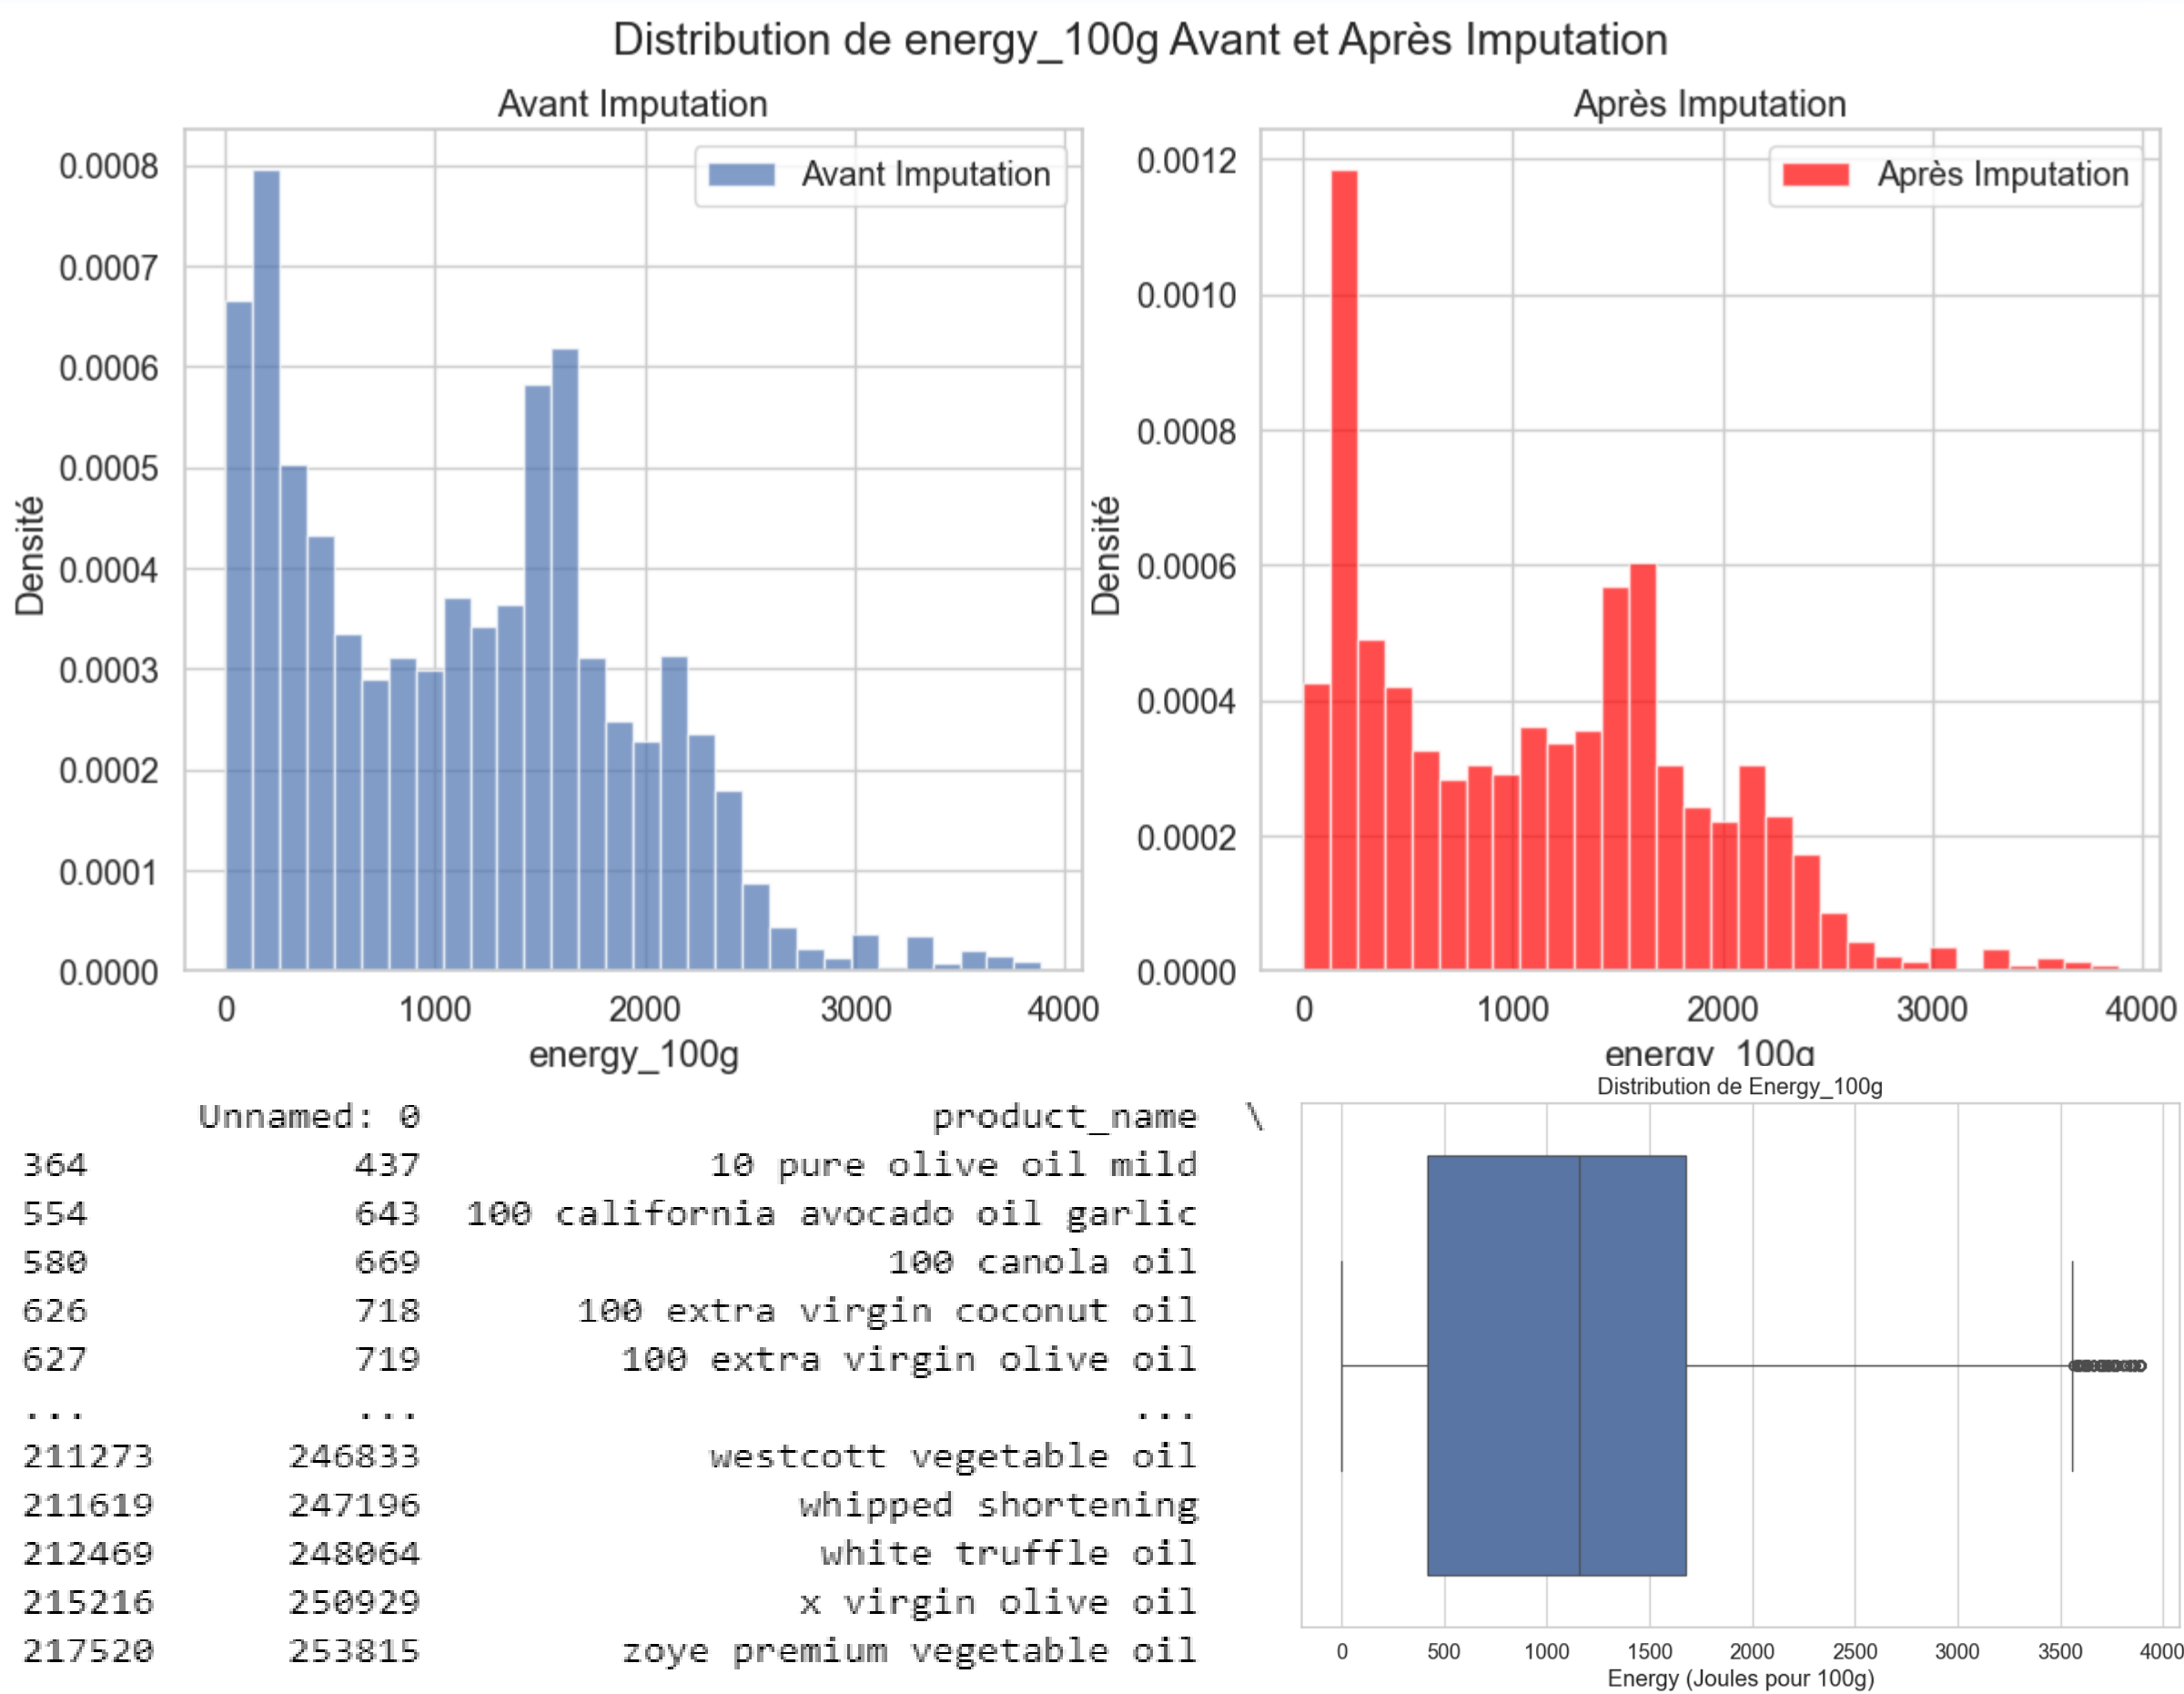 Distribution de energy_100g Avant et Après Imputation
Avant Imputation
Avant Imputation
0.0008
0.0007
0.0006
0.0005
0.0004
0.0003
0.0002
0.0001
0.0000
Densité
0 1000 2000 3000 4000
energy_100g
Après Imputation
Après Imputation
0.0012
0.0010
0.0008
0.0006
0.0004
0.0002
0.0000
Densité
0 1000 2000 3000 4000
energy_100g
Unnamed: 0 product_name \
364 437 10 pure olive oil mild
554 643 100 california avocado oil garlic
580 669 100 canola oil
626 718 100 extra virgin coconut oil
627 719 100 extra virgin olive oil
... ... ...
211273 246833 westcott vegetable oil
211619 247196 whipped shortening
212469 248064 white truffle oil
215216 250929 x virgin olive oil
217520 253815 zoye premium vegetable oil
Distribution de Energy_100g
0 500 1000 1500 2000 2500 3000 3500 4000
Energy (Joules pour 100g)